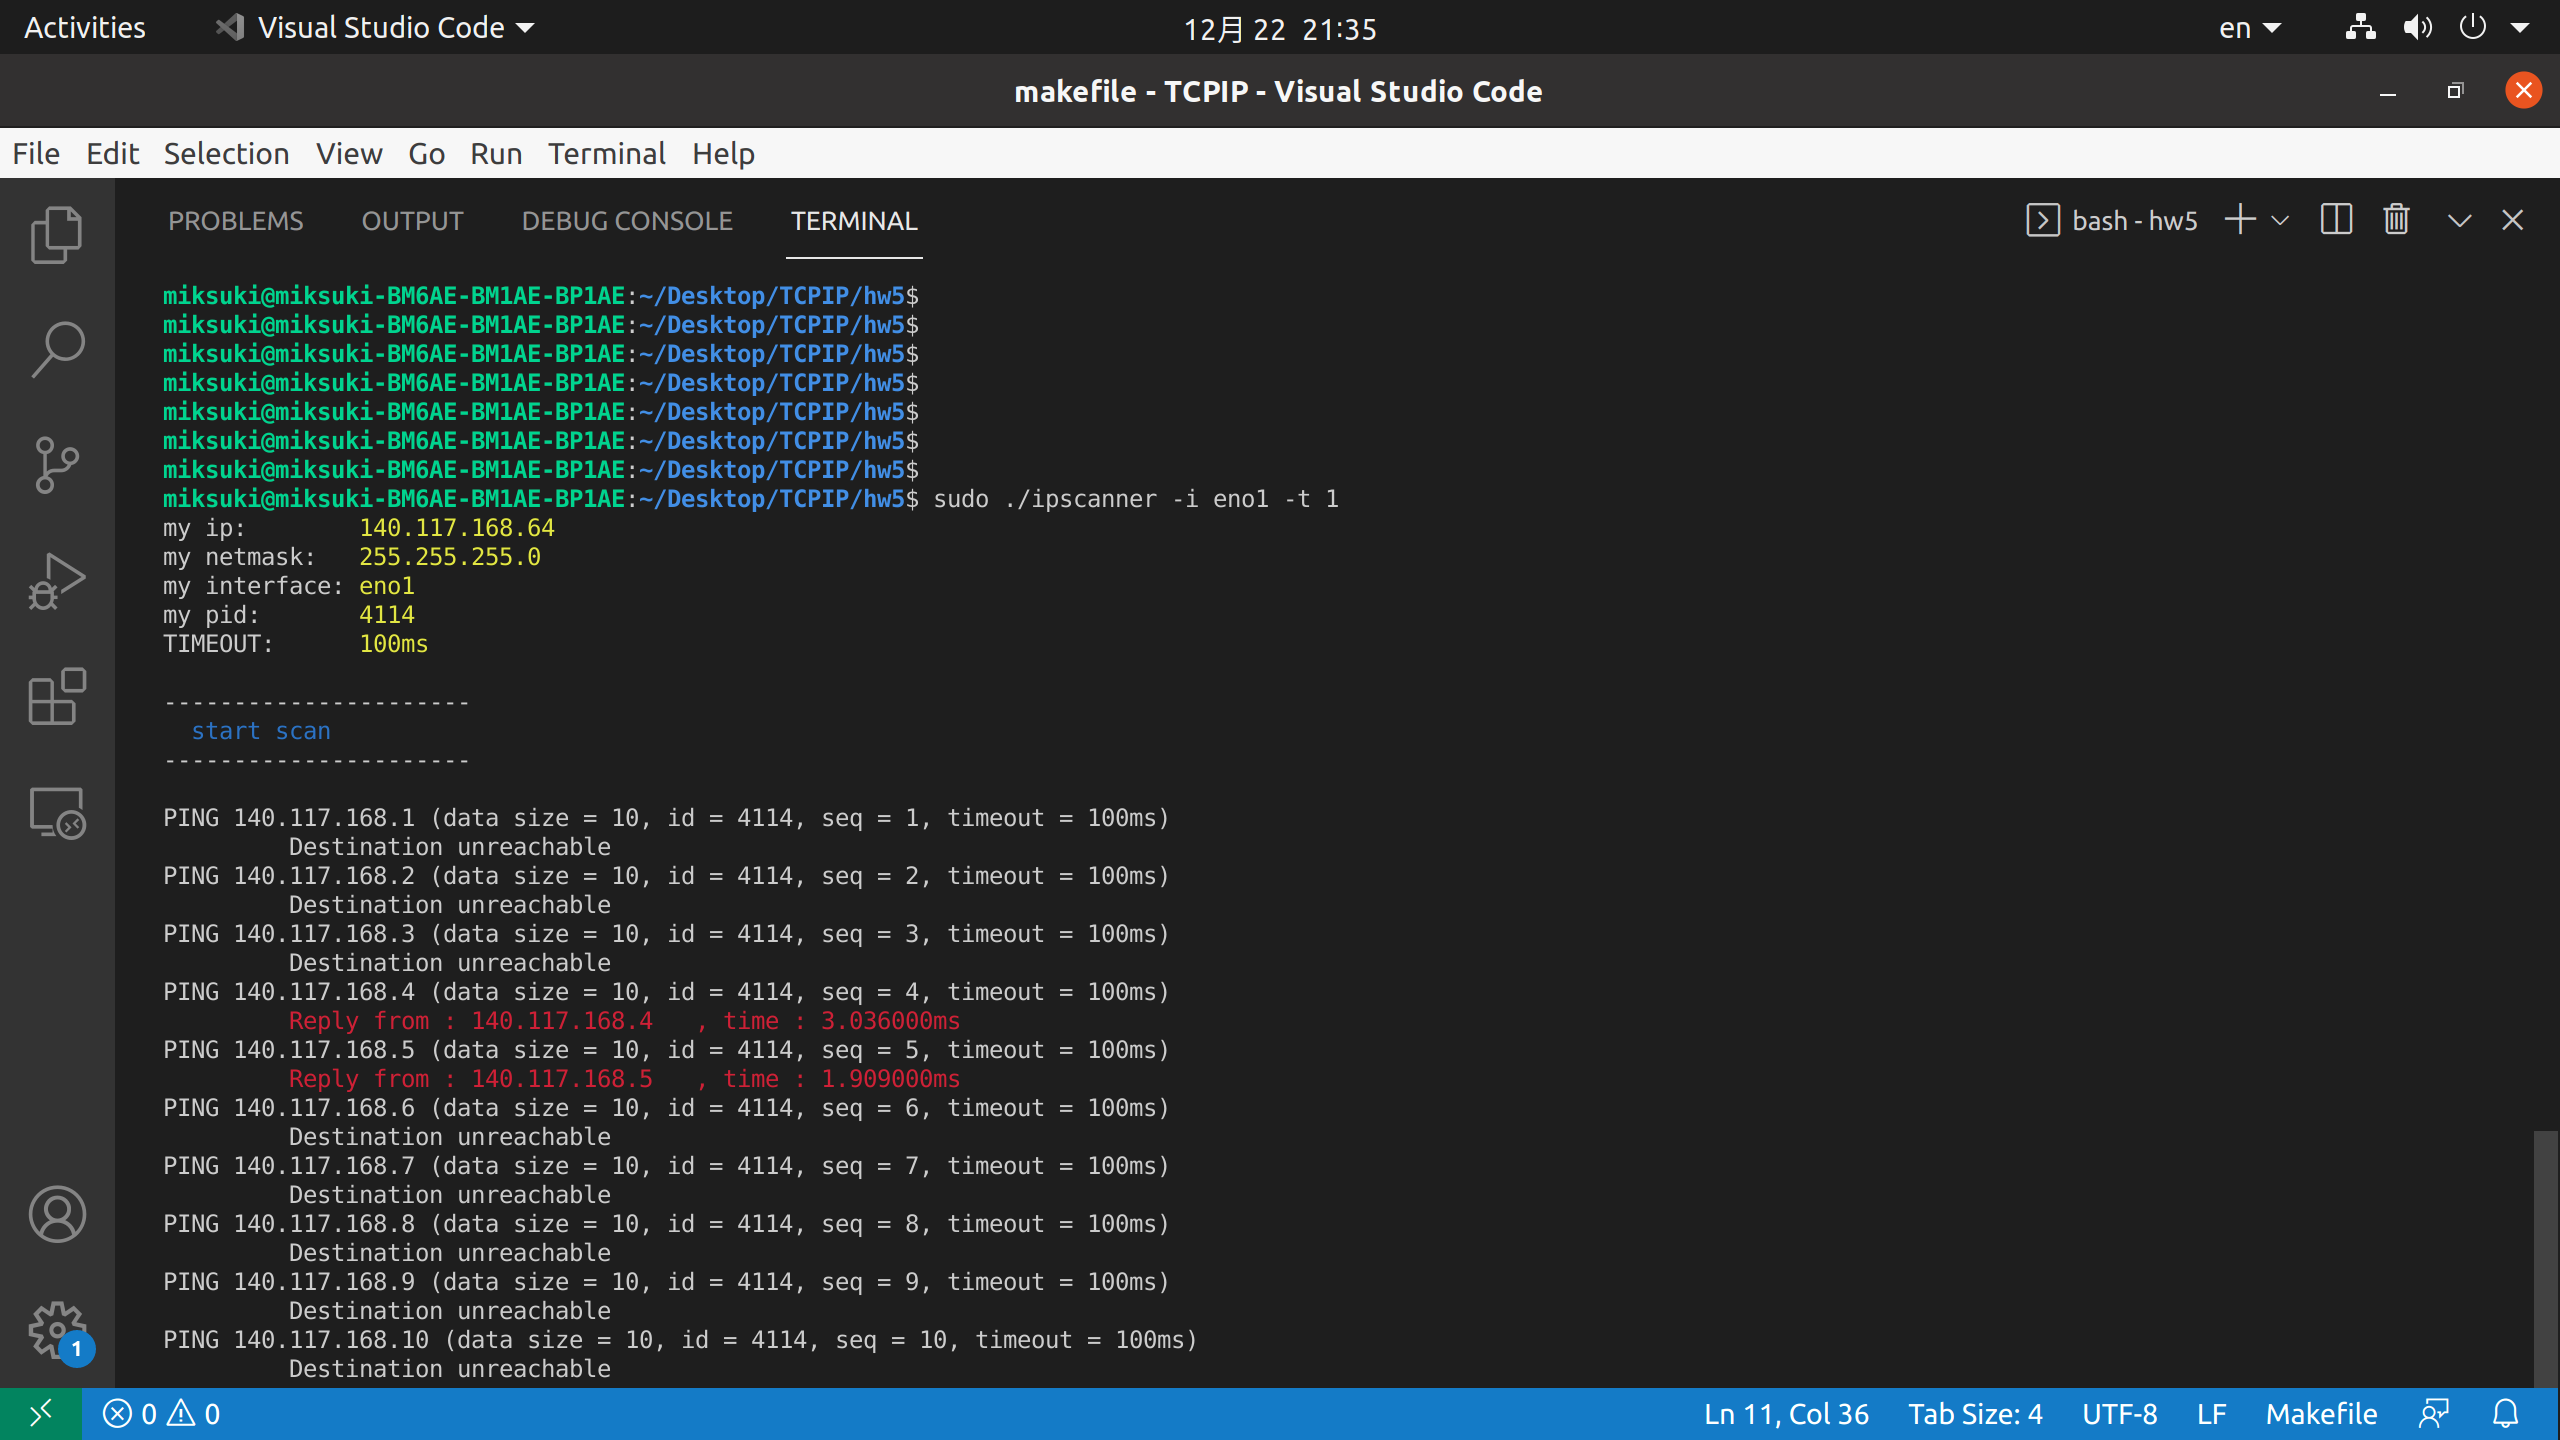 Activities Visual Studio Code 12月 22 21:35 en
makefile - TCPIP - Visual Studio Code
File Edit Selection View Go Run Terminal Help
PROBLEMS OUTPUT DEBUG CONSOLE TERMINAL bash - hw5
miksuki@miksuki-BM6AE-BM1AE-BP1AE:~/Desktop/TCPIP/hw5$
miksuki@miksuki-BM6AE-BM1AE-BP1AE:~/Desktop/TCPIP/hw5$
miksuki@miksuki-BM6AE-BM1AE-BP1AE:~/Desktop/TCPIP/hw5$
miksuki@miksuki-BM6AE-BM1AE-BP1AE:~/Desktop/TCPIP/hw5$
miksuki@miksuki-BM6AE-BM1AE-BP1AE:~/Desktop/TCPIP/hw5$
miksuki@miksuki-BM6AE-BM1AE-BP1AE:~/Desktop/TCPIP/hw5$
miksuki@miksuki-BM6AE-BM1AE-BP1AE:~/Desktop/TCPIP/hw5$
miksuki@miksuki-BM6AE-BM1AE-BP1AE:~/Desktop/TCPIP/hw5$ sudo ./ipscanner -i eno1 -t 1
my ip: 140.117.168.64
my netmask: 255.255.255.0
my interface: eno1
my pid: 4114
TIMEOUT: 100ms
----------------------
start scan
----------------------
PING 140.117.168.1 (data size = 10, id = 4114, seq = 1, timeout = 100ms)
Destination unreachable
PING 140.117.168.2 (data size = 10, id = 4114, seq = 2, timeout = 100ms)
Destination unreachable
PING 140.117.168.3 (data size = 10, id = 4114, seq = 3, timeout = 100ms)
Destination unreachable
PING 140.117.168.4 (data size = 10, id = 4114, seq = 4, timeout = 100ms)
Reply from : 140.117.168.4 , time : 3.036000ms
PING 140.117.168.5 (data size = 10, id = 4114, seq = 5, timeout = 100ms)
Reply from : 140.117.168.5 , time : 1.909000ms
PING 140.117.168.6 (data size = 10, id = 4114, seq = 6, timeout = 100ms)
Destination unreachable
PING 140.117.168.7 (data size = 10, id = 4114, seq = 7, timeout = 100ms)
Destination unreachable
PING 140.117.168.8 (data size = 10, id = 4114, seq = 8, timeout = 100ms)
Destination unreachable
PING 140.117.168.9 (data size = 10, id = 4114, seq = 9, timeout = 100ms)
Destination unreachable
PING 140.117.168.10 (data size = 10, id = 4114, seq = 10, timeout = 100ms)
Destination unreachable
1
0 0 Ln 11, Col 36 Tab Size: 4 UTF-8 LF Makefile